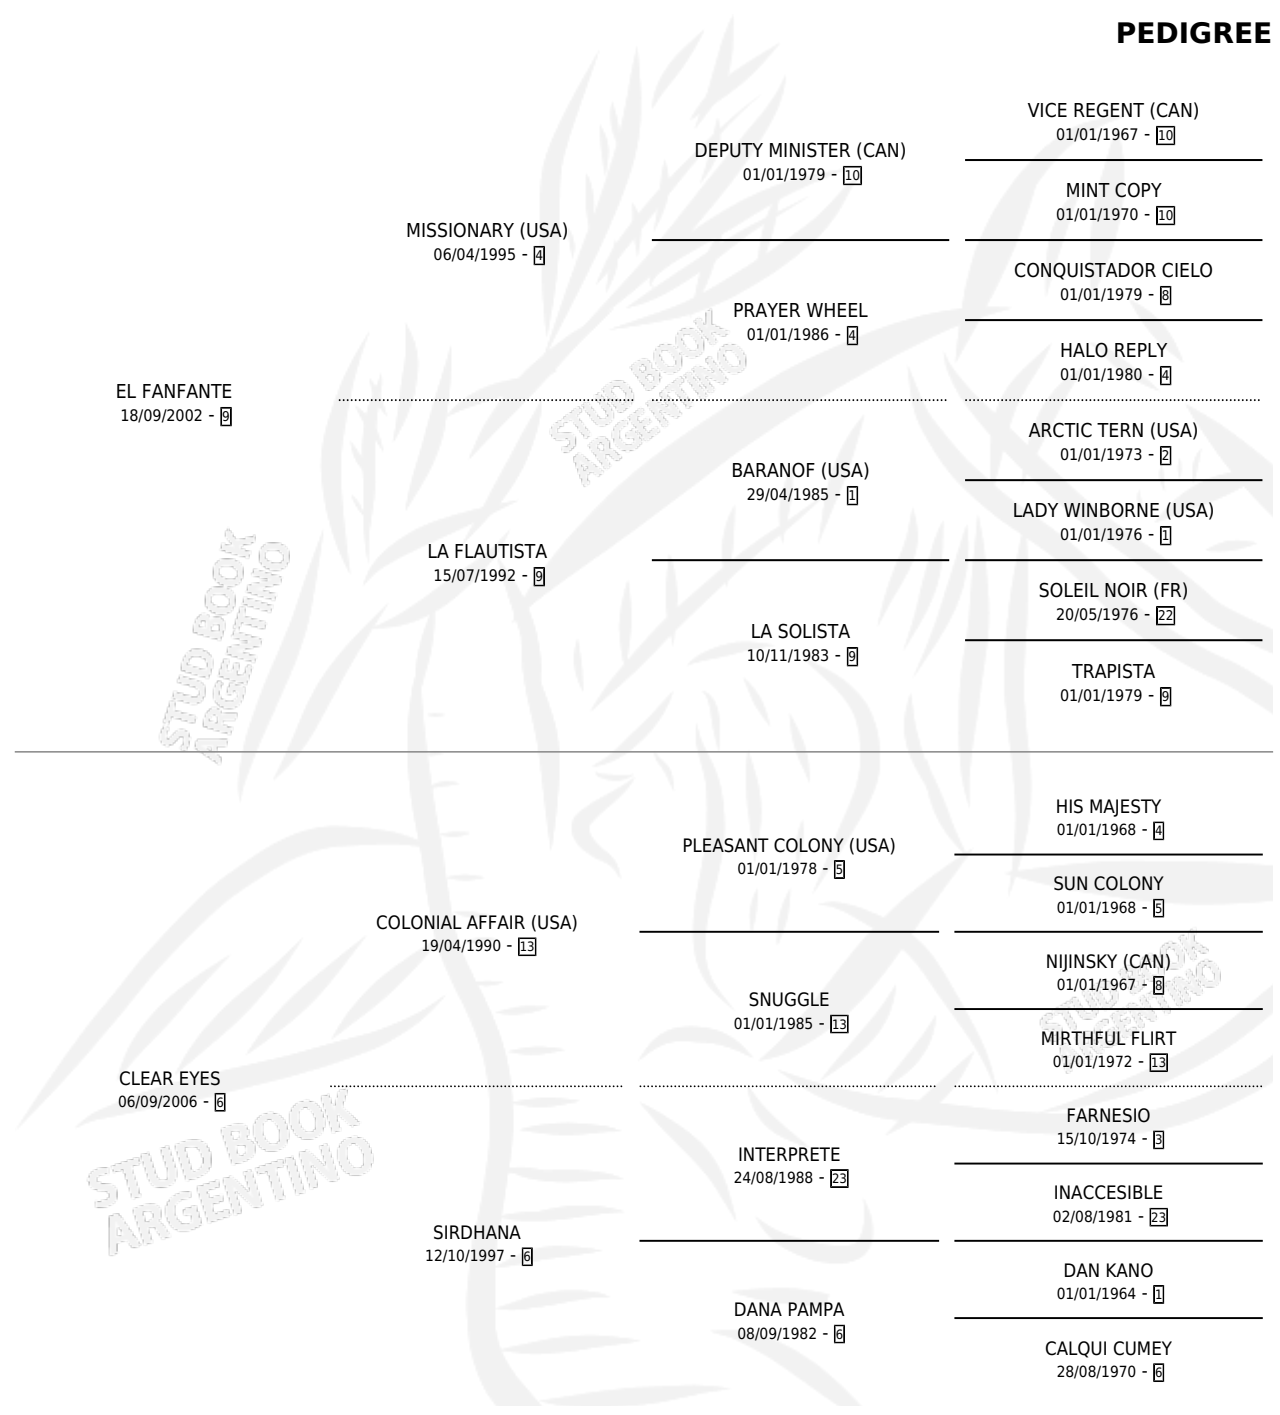 PEDIGREE
VICE REGENT (CAN)
01/01/1967 - 10
DEPUTY MINISTER (CAN)
01/01/1979 - 10
MINT COPY
01/01/1970 - 10
MISSIONARY (USA)
06/04/1995 - 4
CONQUISTADOR CIELO
01/01/1979 - 8
PRAYER WHEEL
01/01/1986 - 4
HALO REPLY
01/01/1980 - 4
EL FANFANTE
18/09/2002 - 9
ARCTIC TERN (USA)
01/01/1973 - 2
BARANOF (USA)
29/04/1985 - 1
LADY WINBORNE (USA)
01/01/1976 - 1
LA FLAUTISTA
15/07/1992 - 9
SOLEIL NOIR (FR)
20/05/1976 - 22
LA SOLISTA
10/11/1983 - 9
TRAPISTA
01/01/1979 - 9
HIS MAJESTY
01/01/1968 - 4
PLEASANT COLONY (USA)
01/01/1978 - 5
SUN COLONY
01/01/1968 - 5
COLONIAL AFFAIR (USA)
19/04/1990 - 13
NIJINSKY (CAN)
01/01/1967 - 8
SNUGGLE
01/01/1985 - 13
MIRTHFUL FLIRT
01/01/1972 - 13
CLEAR EYES
06/09/2006 - 6
FARNESIO
15/10/1974 - 3
INTERPRETE
24/08/1988 - 23
INACCESIBLE
02/08/1981 - 23
SIRDHANA
12/10/1997 - 6
DAN KANO
01/01/1964 - 1
DANA PAMPA
08/09/1982 - 6
CALQUI CUMEY
28/08/1970 - 6
STUD BOOK
ARGENTINO
STUD BOOK
ARGENTINO
STUD BOOK
ARGENTINO
STUD BOOK
ARGENTINO